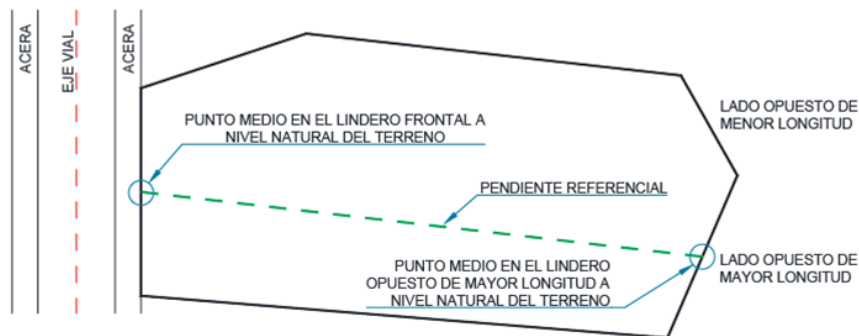 ACERA
EJE VIAL
ACERA
PUNTO MEDIO EN EL LINDERO FRONTAL A
NIVEL NATURAL DEL TERRENO
PENDIENTE REFERENCIAL
LADO OPUESTO DE
MENOR LONGITUD
PUNTO MEDIO EN EL LINDERO
OPUESTO DE MAYOR LONGITUD A
NIVEL NATURAL DEL TERRENO
LADO OPUESTO DE
MAYOR LONGITUD